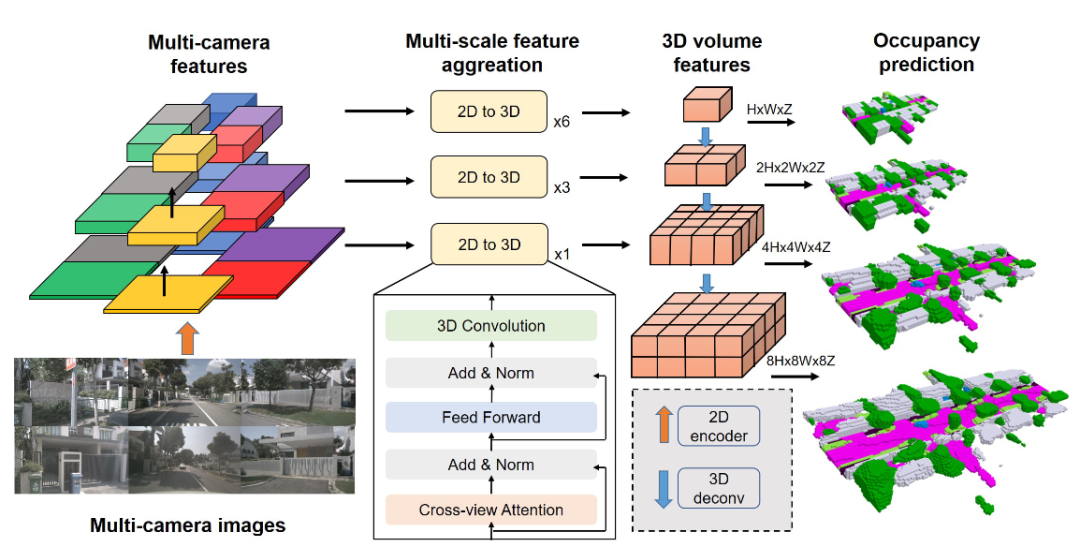 Multi-camera
features
Multi-scale feature
aggreation
3D volume
features
Occupancy
prediction
2D to 3D
x6
HxWxZ
2D to 3D
x3
2Hx2Wx2Z
2D to 3D
x1
4Hx4Wx4Z
3D Convolution
Add & Norm
Feed Forward
Add & Norm
Cross-view Attention
8Hx8Wx8Z
2D
encoder
3D
deconv
Multi-camera images